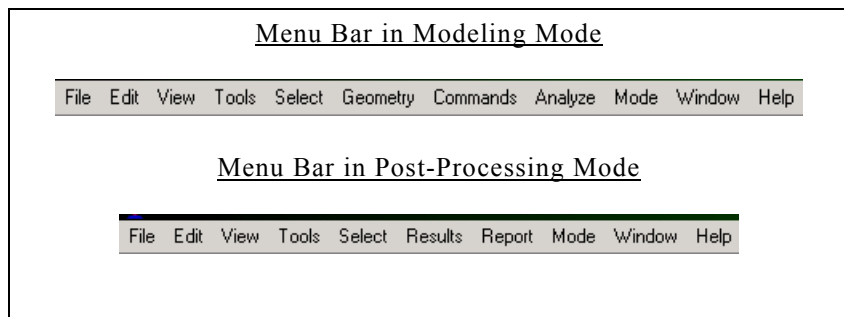 Menu Bar in Modeling Mode
File Edit View Tools Select Geometry Commands Analyze Mode Window Help
Menu Bar in Post-Processing Mode
File Edit View Tools Select Results Report Mode Window Help